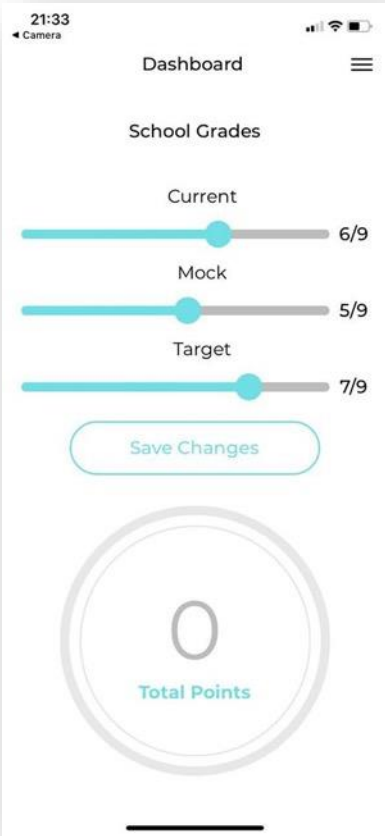 21:33
◄ Camera
Dashboard
School Grades
Current
6/9
Mock
5/9
Target
7/9
Save Changes
0
Total Points